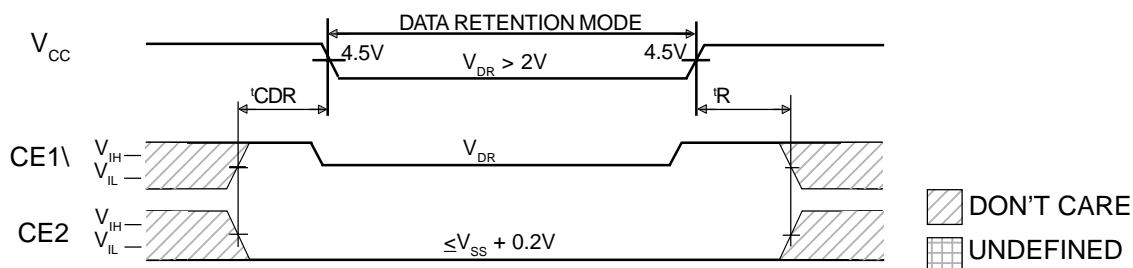 DATA RETENTION MODE
VCC
4.5V
VDR > 2V
4.5V
tCDR
tR
CE1\
VIH
VIL
VDR
CE2
VIH
VIL
≤VSS + 0.2V
DON'T CARE
UNDEFINED